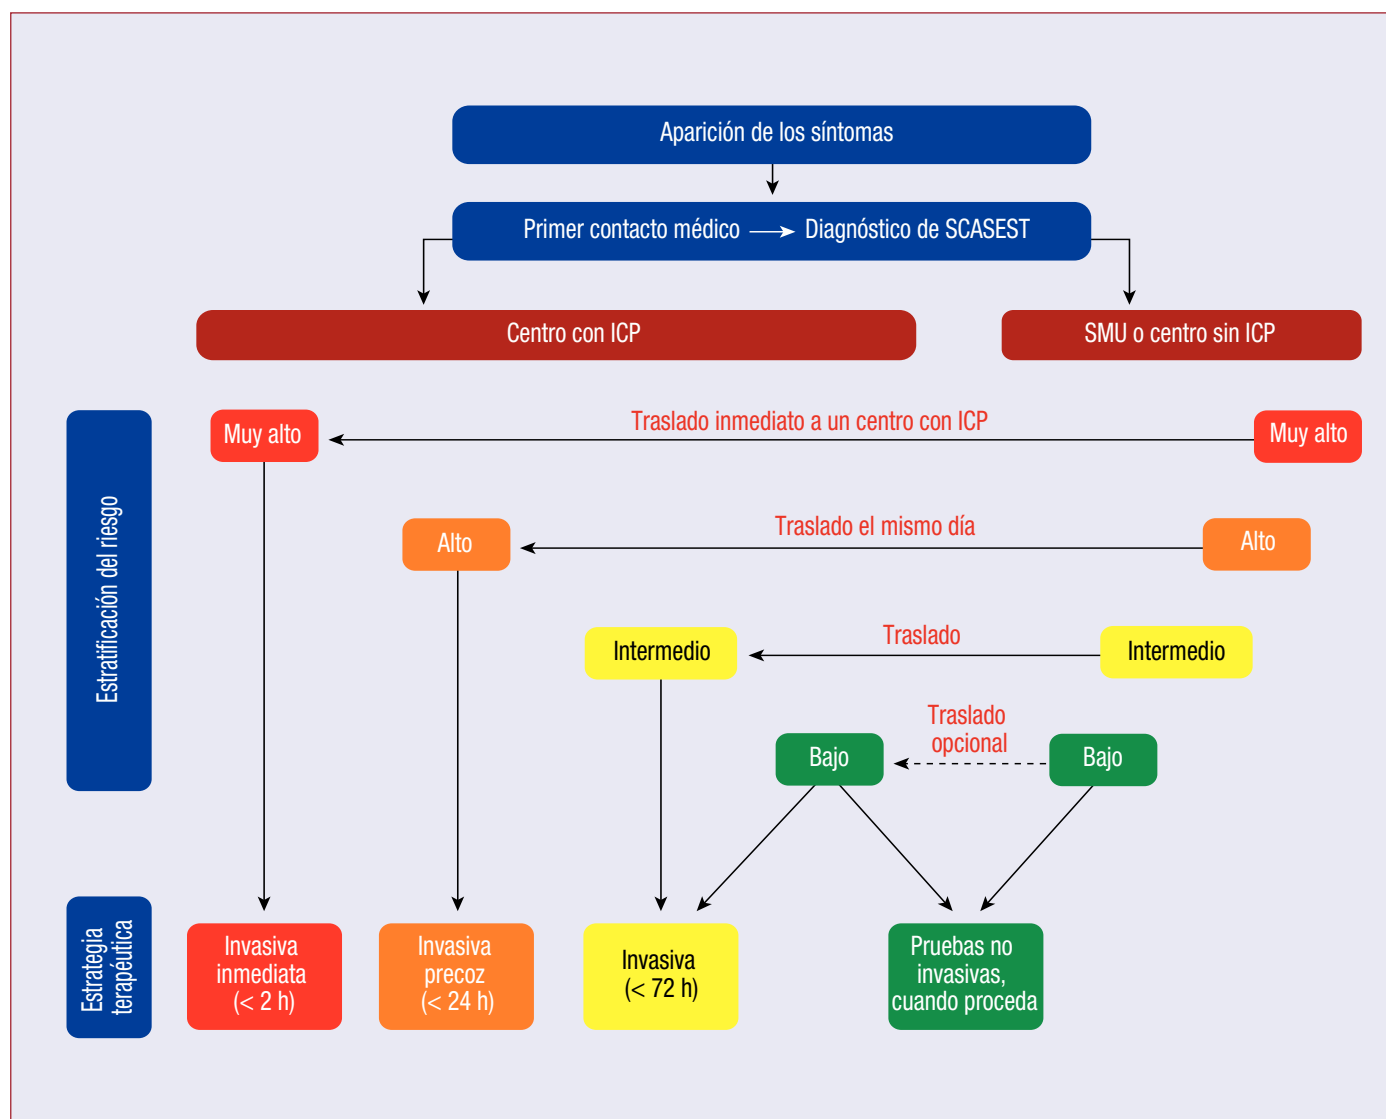 Aparición de los síntomas
Primer contacto médico → Diagnóstico de SCASEST
Centro con ICP
SMU o centro sin ICP
Estratificación del riesgo
Muy alto
Traslado inmediato a un centro con ICP
Muy alto
Alto
Traslado el mismo día
Alto
Intermedio
Traslado
Intermedio
Bajo
Traslado
opcional
Bajo
Estrategia
terapéutica
Invasiva
inmediata
(< 2 h)
Invasiva
precoz
(< 24 h)
Invasiva
(< 72 h)
Pruebas no
invasivas,
cuando proceda